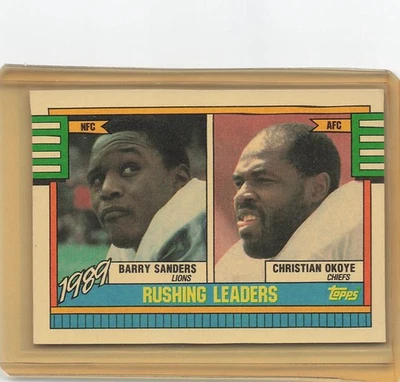 NFC
AFC
BARRY SANDERS
LIONS
CHRISTIAN OKOYE
CHIEFS
1989
RUSHING LEADERS
topps